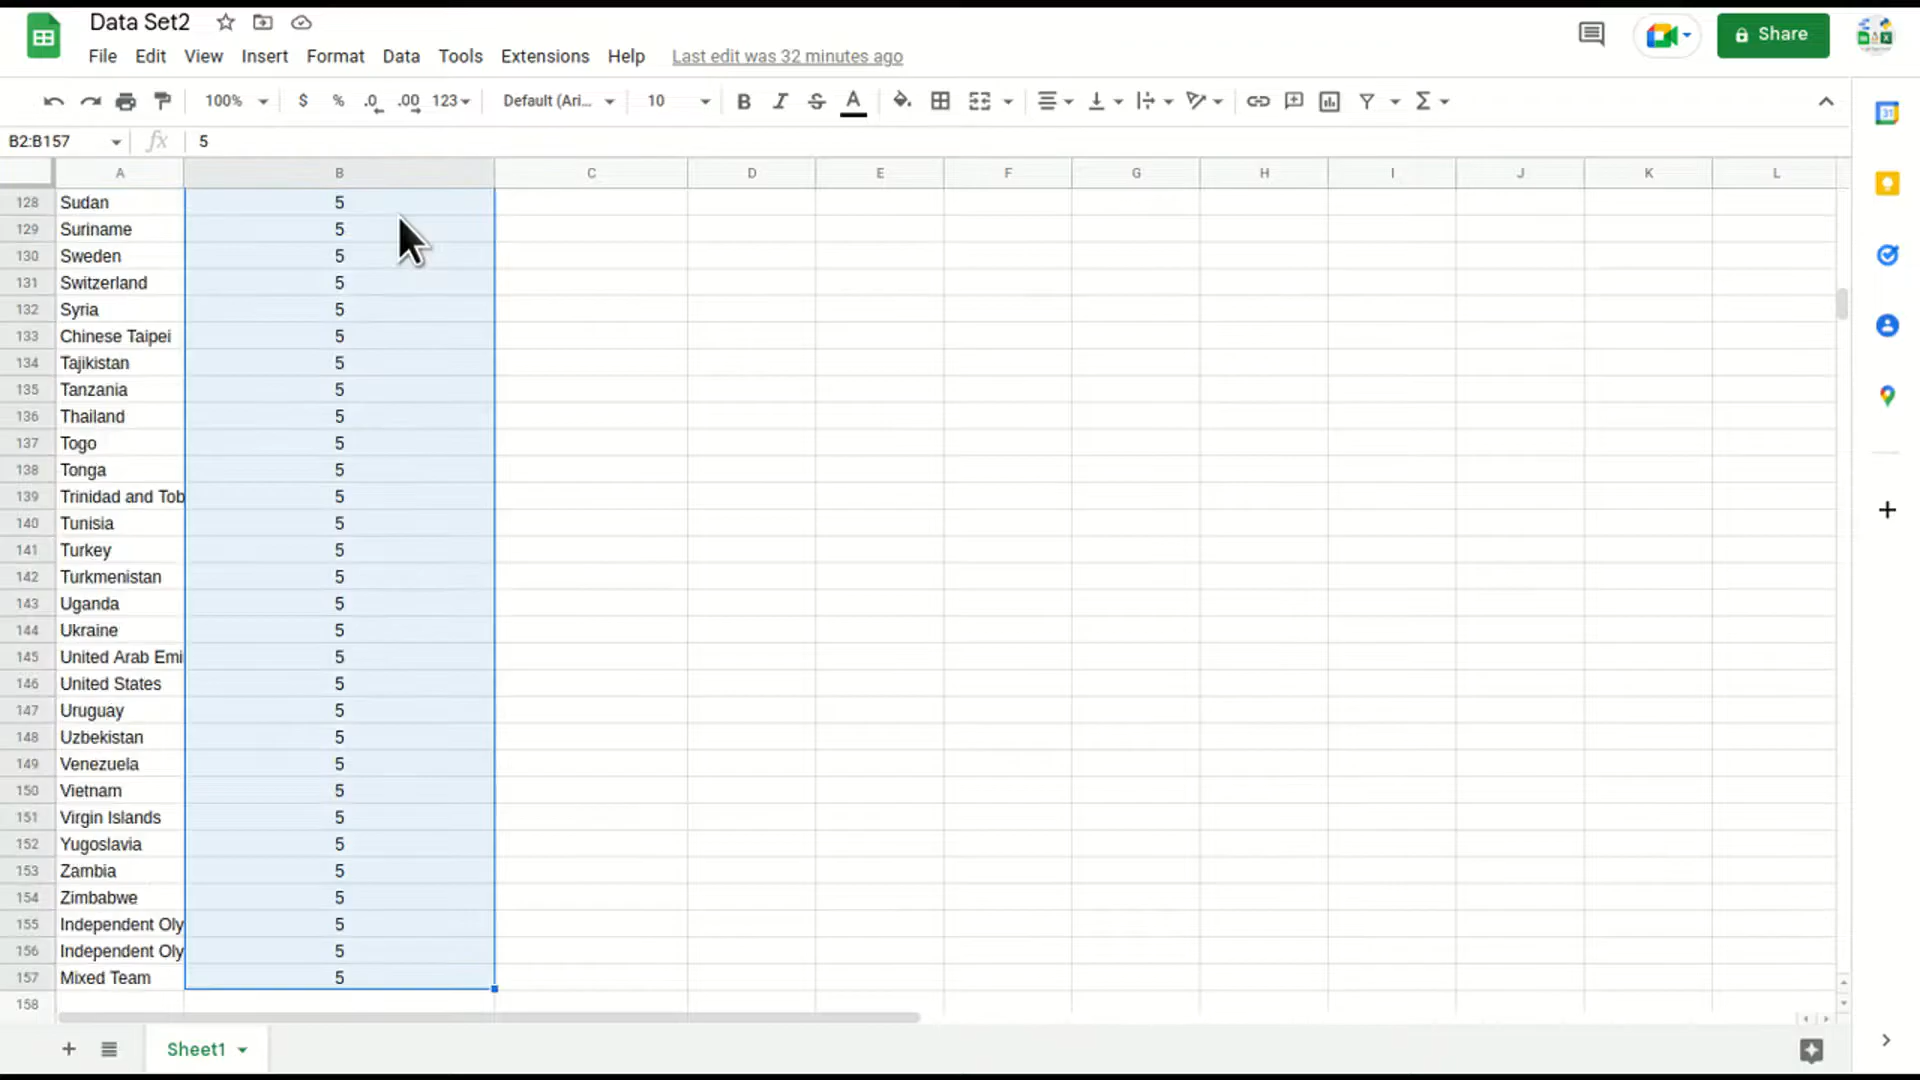 Data Set2
File Edit View Insert Format Data Tools Extensions Help Last edit was 32 minutes ago
Share
100% $ % .0 .00 123 Default (Ari... 10 B I S A Σ
B2:B157 fx 5
A B C D E F G H I J K L
128 Sudan 5
129 Suriname 5
130 Sweden 5
131 Switzerland 5
132 Syria 5
133 Chinese Taipei 5
134 Tajikistan 5
135 Tanzania 5
136 Thailand 5
137 Togo 5
138 Tonga 5
139 Trinidad and Tob 5
140 Tunisia 5
141 Turkey 5
142 Turkmenistan 5
143 Uganda 5
144 Ukraine 5
145 United Arab Emi 5
146 United States 5
147 Uruguay 5
148 Uzbekistan 5
149 Venezuela 5
150 Vietnam 5
151 Virgin Islands 5
152 Yugoslavia 5
153 Zambia 5
154 Zimbabwe 5
155 Independent Oly 5
156 Independent Oly 5
157 Mixed Team 5
158
Sheet1